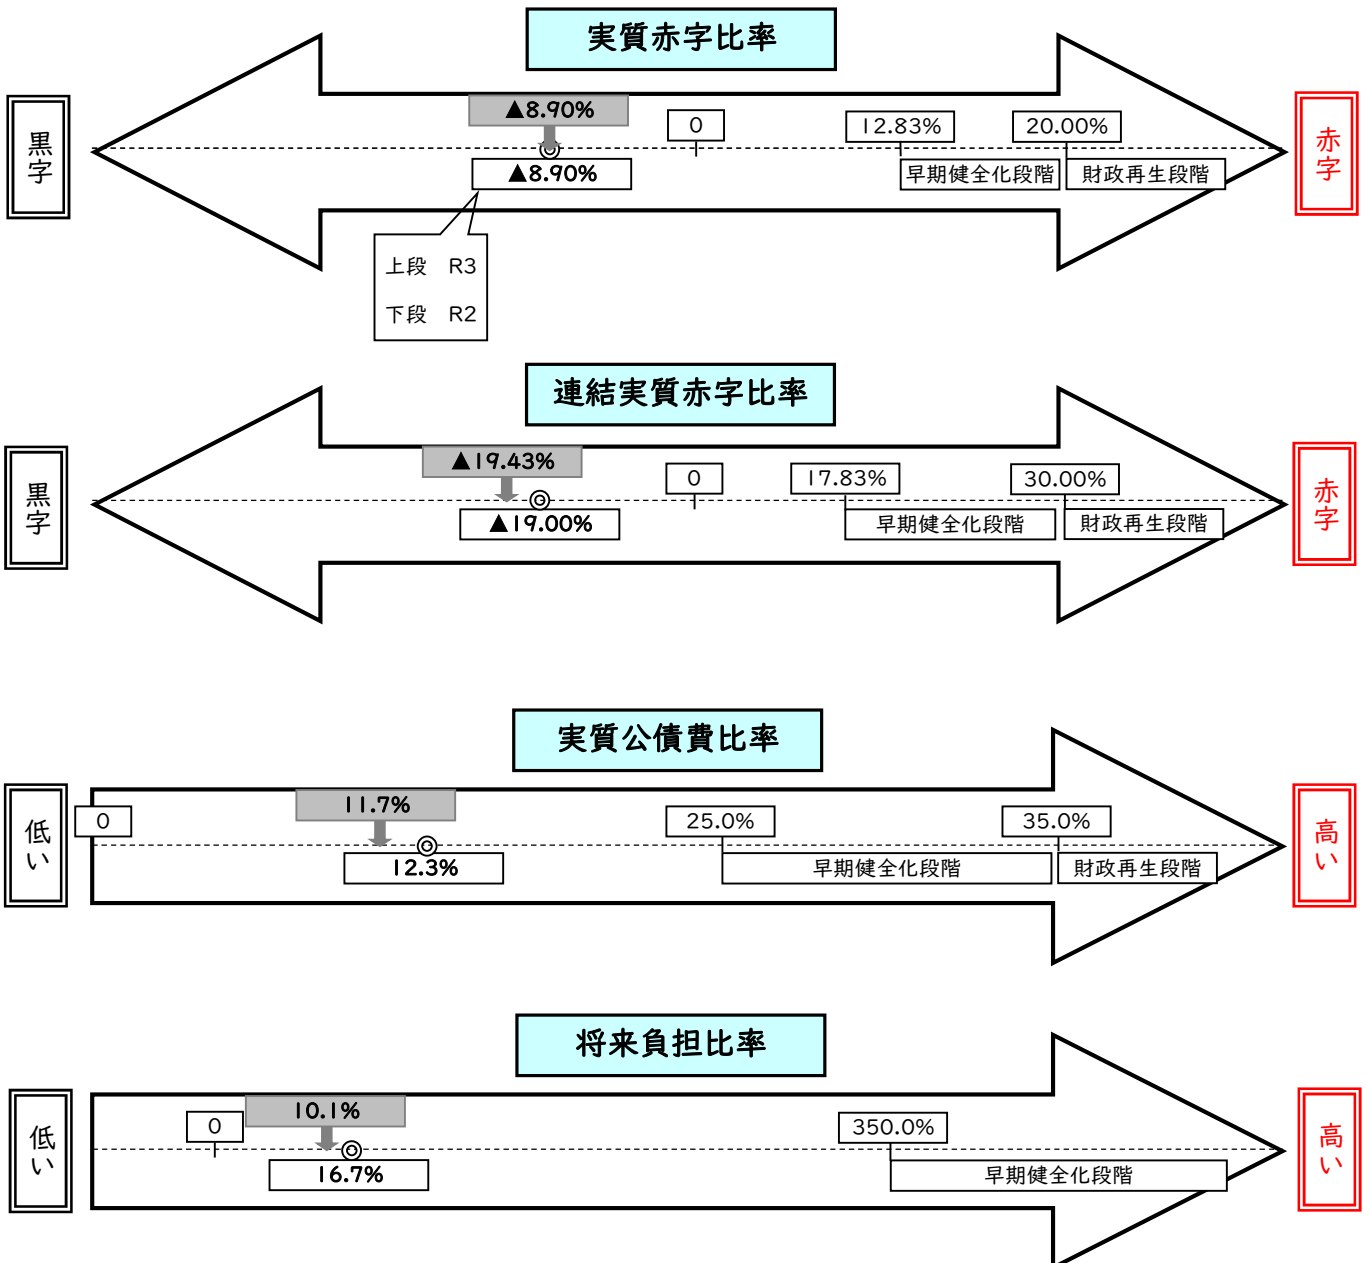 実質赤字比率
▲8.90%
0
12.83%
20.00%
黒字
赤字
▲8.90%
早期健全化段階
財政再生段階
上段　R3
下段　R2
連結実質赤字比率
▲19.43%
0
17.83%
30.00%
黒字
赤字
▲19.00%
早期健全化段階
財政再生段階
実質公債費比率
11.7%
0
25.0%
35.0%
低い
高い
12.3%
早期健全化段階
財政再生段階
将来負担比率
10.1%
0
350.0%
低い
高い
16.7%
早期健全化段階